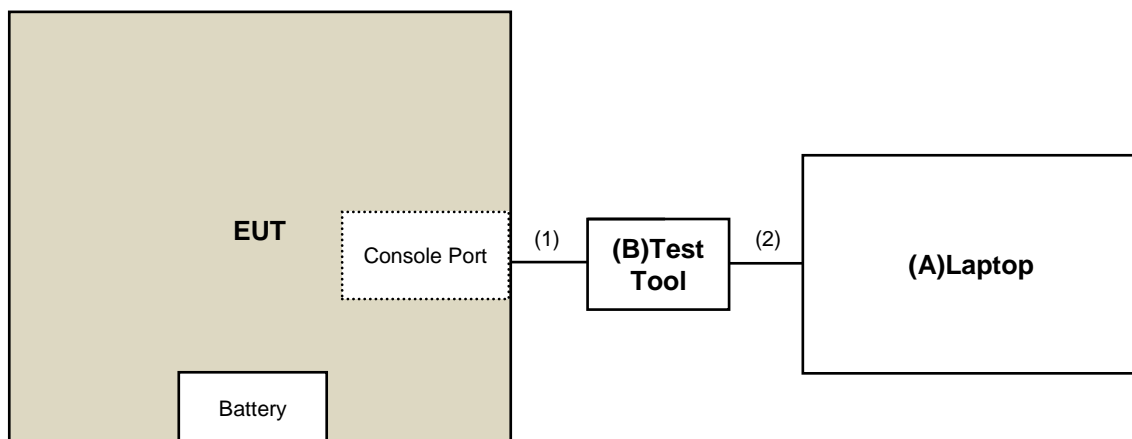 EUT
Console Port
(1)
(B)Test
Tool
(2)
(A)Laptop
Battery